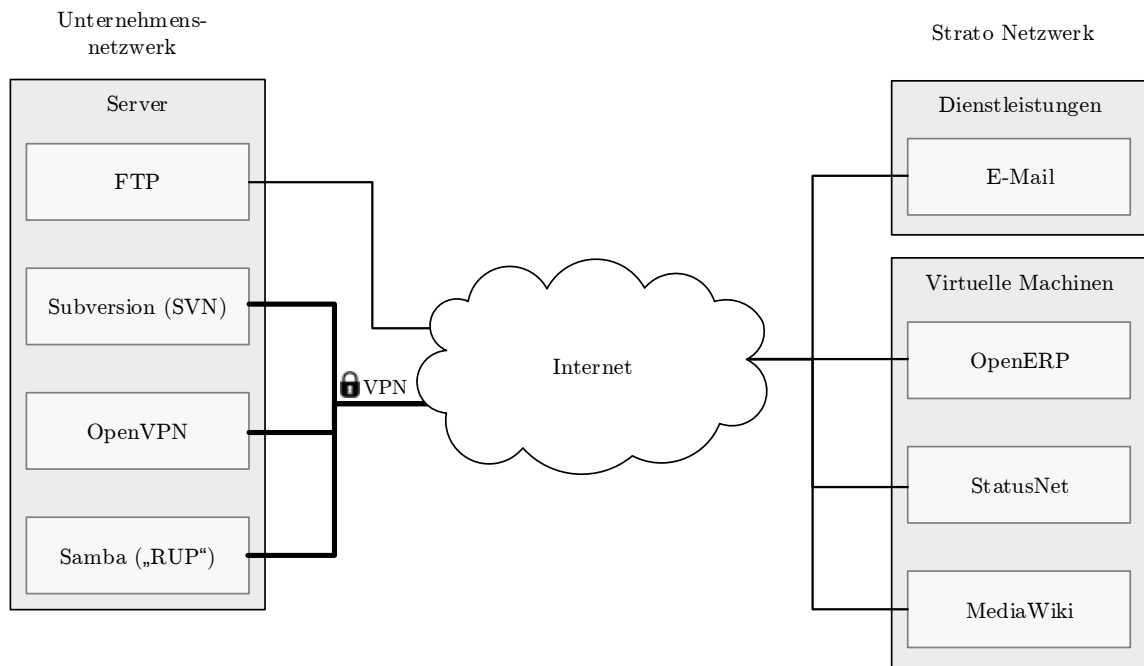 Unternehmens-
netzwerk
Server
FTP
Subversion (SVN)
OpenVPN
Samba („RUP“)
VPN
Internet
Strato Netzwerk
Dienstleistungen
E-Mail
Virtuelle Machinen
OpenERP
StatusNet
MediaWiki